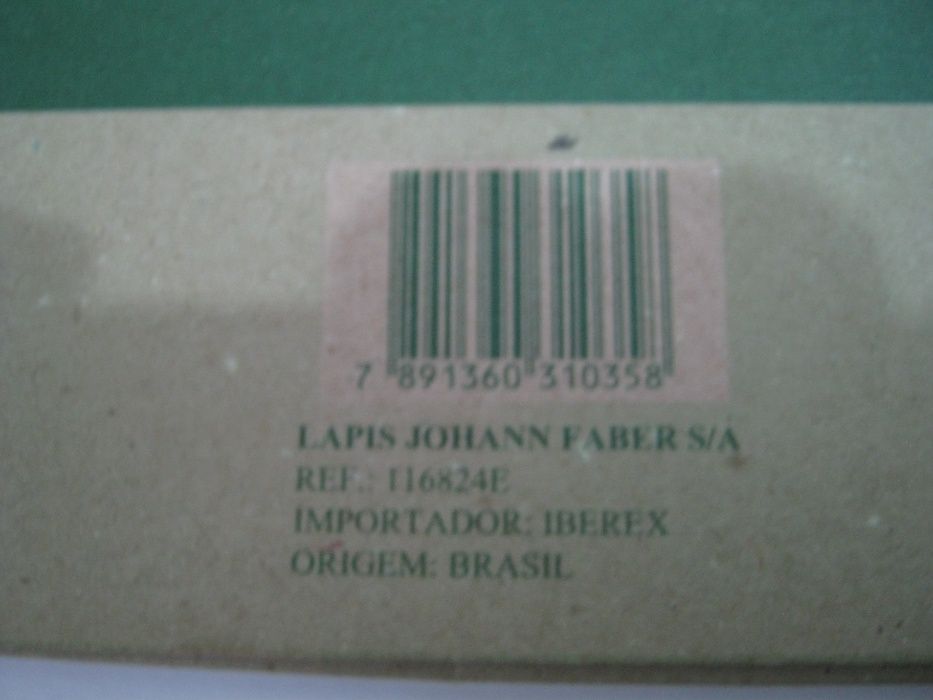 7 891360 310358
LAPIS JOHANN FABER S/A
REF.: 116824E
IMPORTADOR: IBEREX
ORIGEM: BRASIL